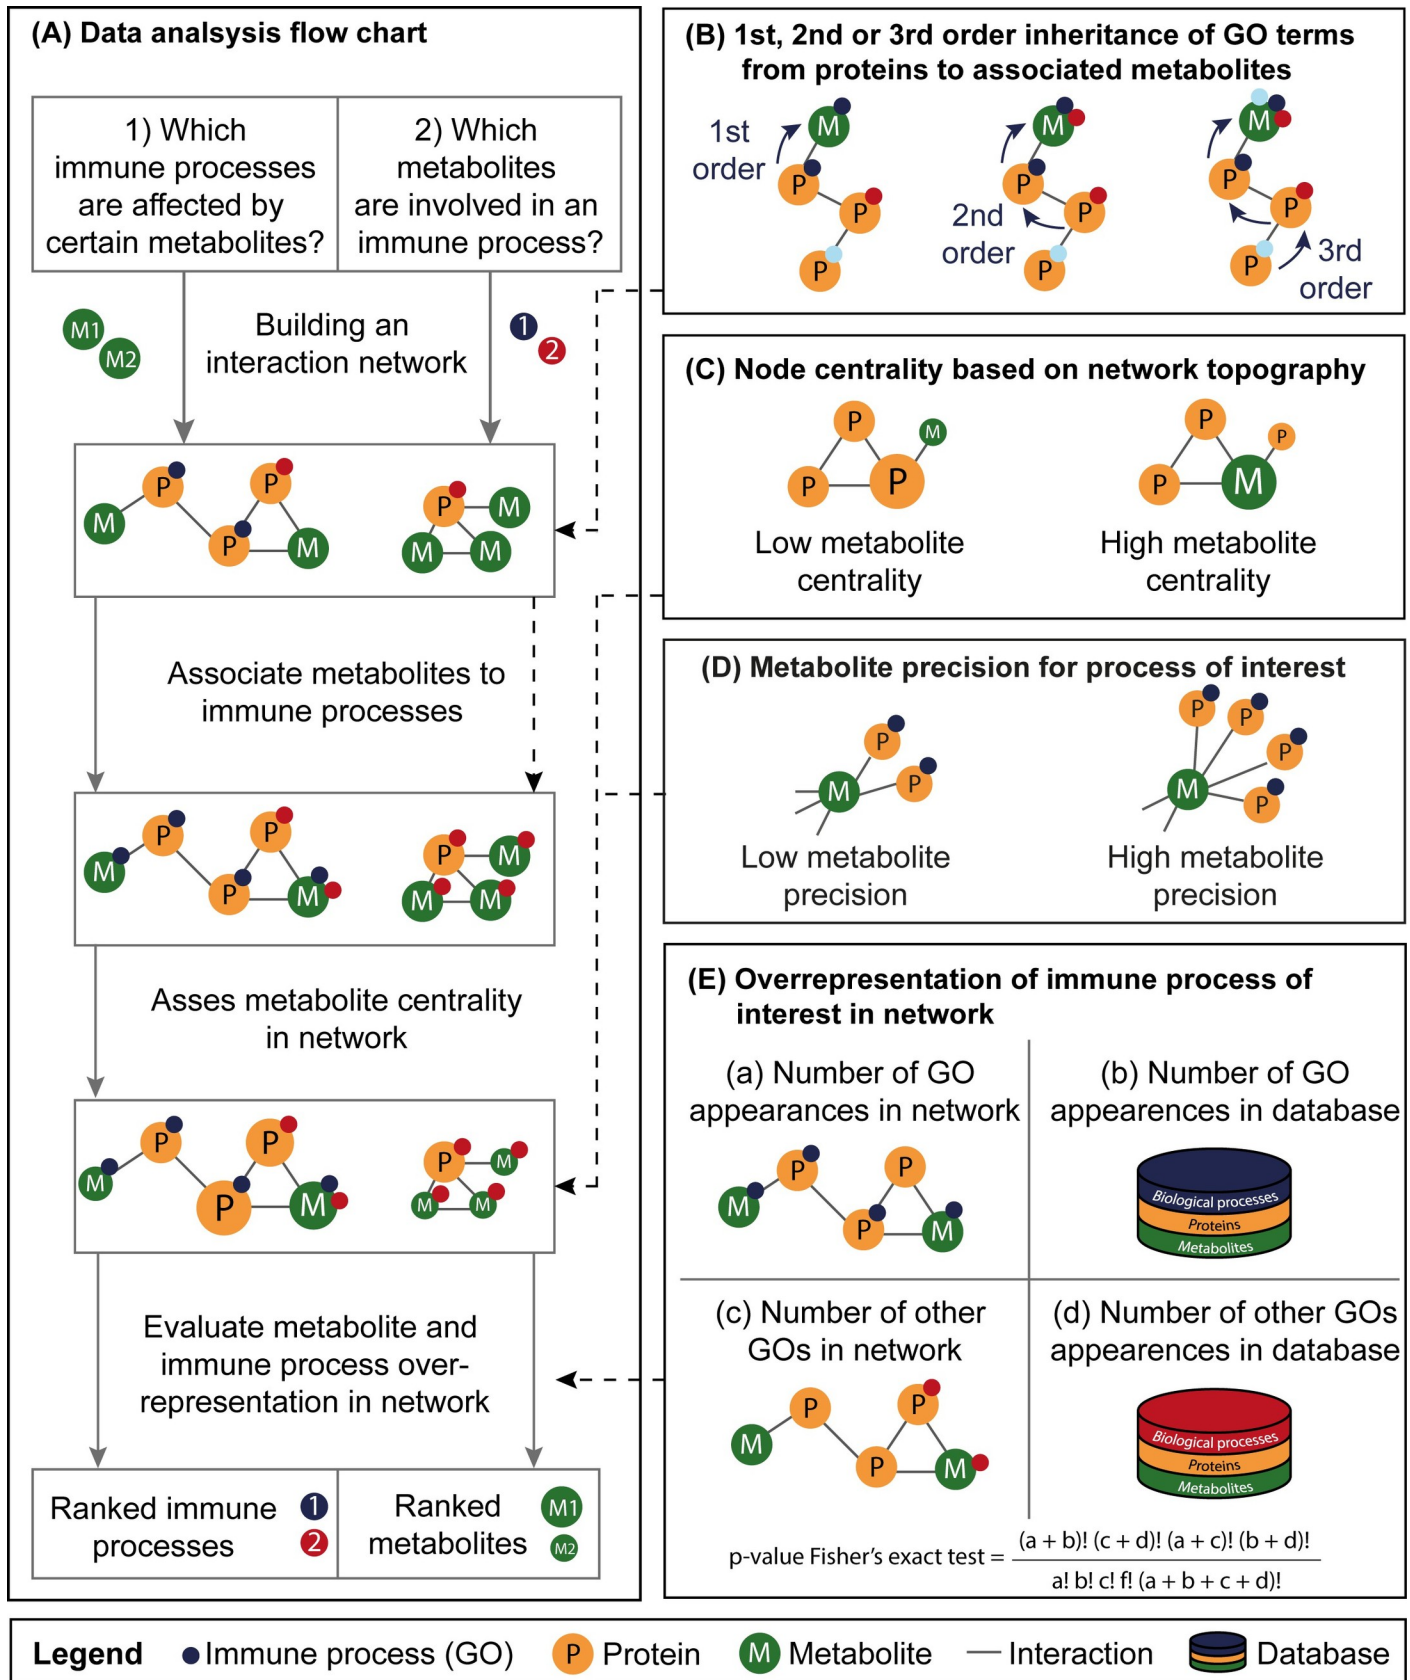 (A) Data analsysis flow chart
1) Which
immune processes
are affected by
certain metabolites?
2) Which
metabolites
are involved in an
immune process?
M1
M2
Building an
interaction network
1
2
M
P
P
P
M
P
M
M
M
Associate metabolites to
immune processes
M
P
P
P
M
P
M
M
M
Asses metabolite centrality
in network
M
P
P
P
M
P
M
M
M
Evaluate metabolite and
immune process over-
representation in network
Ranked immune
processes
1
2
Ranked
metabolites
M1
M2
(B) 1st, 2nd or 3rd order inheritance of GO terms
from proteins to associated metabolites
1st
order
M
P
P
P
2nd
order
M
P
P
P
3rd
order
M
P
P
P
(C) Node centrality based on network topography
P
P
P
M
Low metabolite
centrality
P
P
M
P
High metabolite
centrality
(D) Metabolite precision for process of interest
M
P
P
Low metabolite
precision
M
P
P
P
P
High metabolite
precision
(E) Overrepresentation of immune process of
interest in network
(a) Number of GO
appearances in network
M
P
P
P
M
(b) Number of GO
appearences in database
Biological processes
Proteins
Metabolites
(c) Number of other
GOs in network
M
P
P
P
M
(d) Number of other GOs
appearences in database
Biological processes
Proteins
Metabolites
p-value Fisher's exact test = (a + b)! (c + d)! (a + c)! (b + d)!
a! b! c! f! (a + b + c + d)!
Legend
Immune process (GO)
P Protein
M Metabolite
Interaction
Database